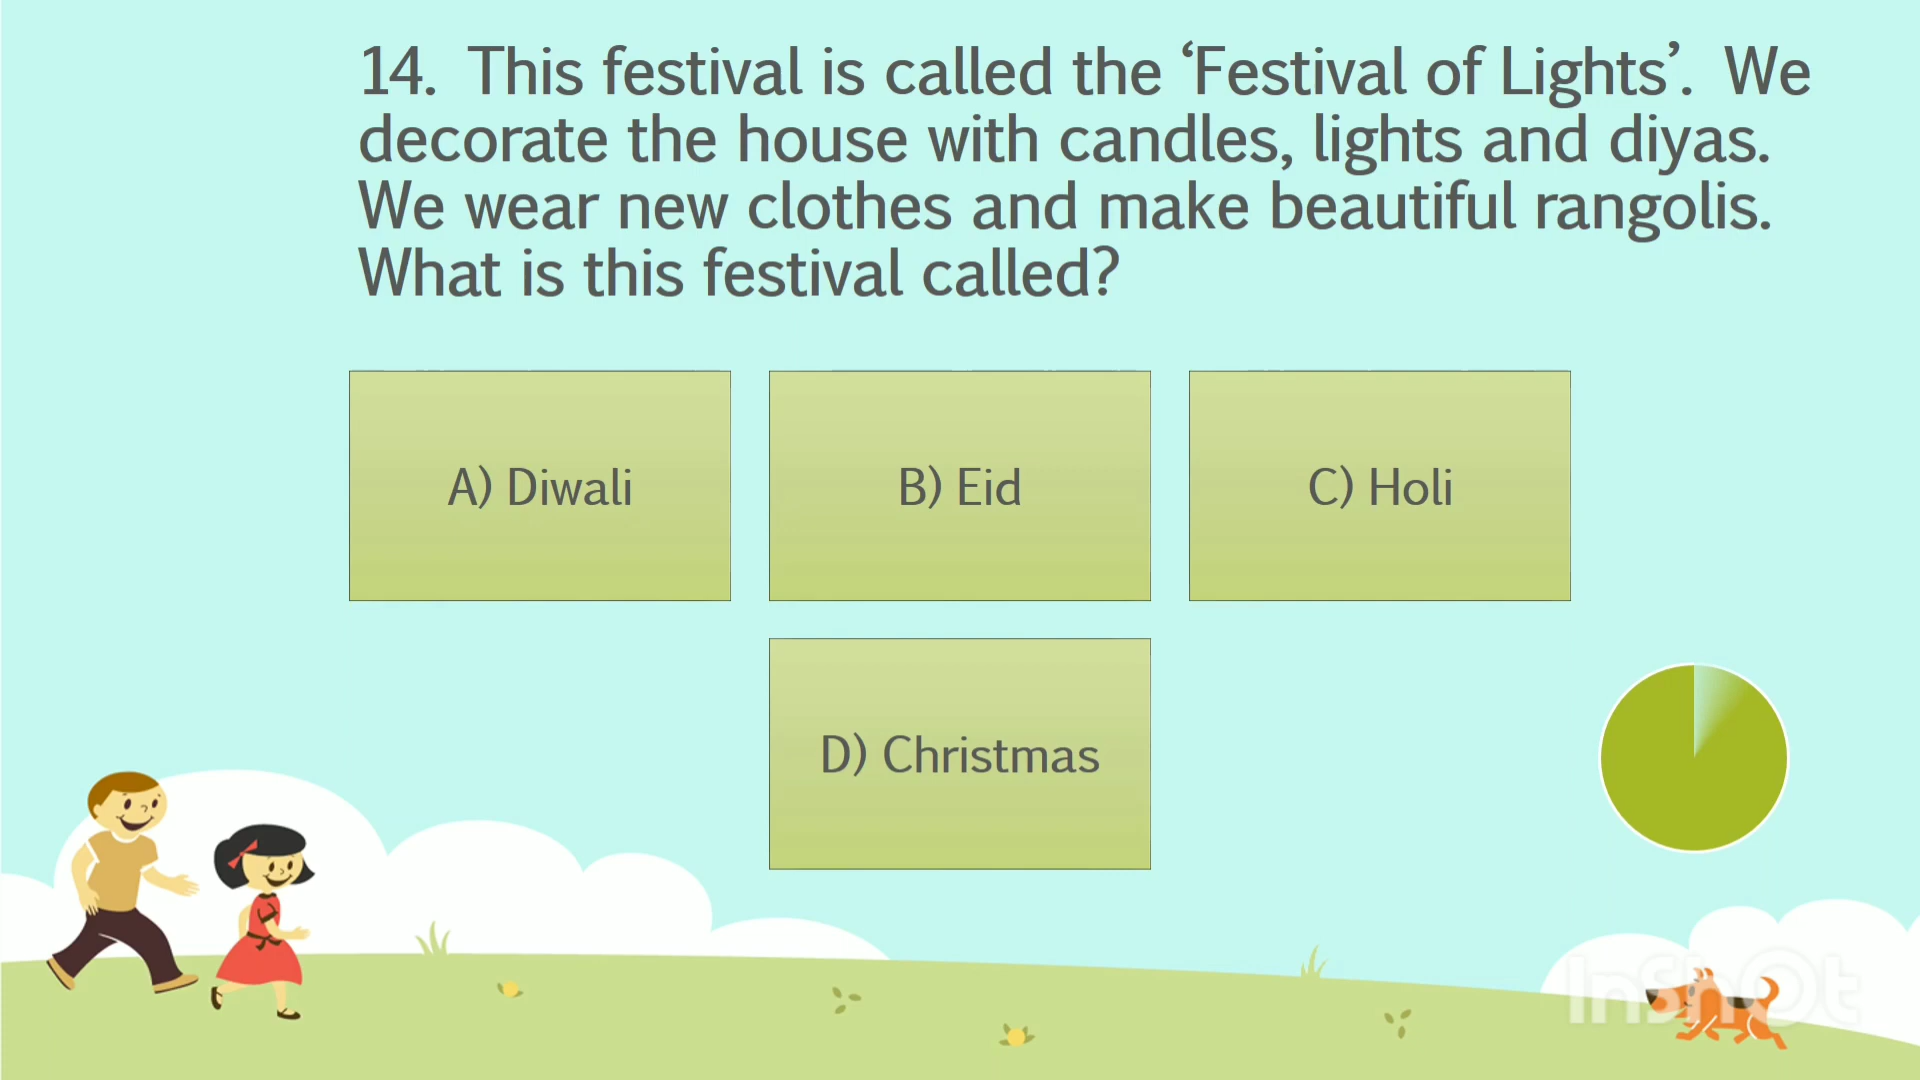 14. This festival is called the ‘Festival of Lights’. We
decorate the house with candles, lights and diyas.
We wear new clothes and make beautiful rangolis.
What is this festival called?
A) Diwali
B) Eid
C) Holi
D) Christmas
InShOt